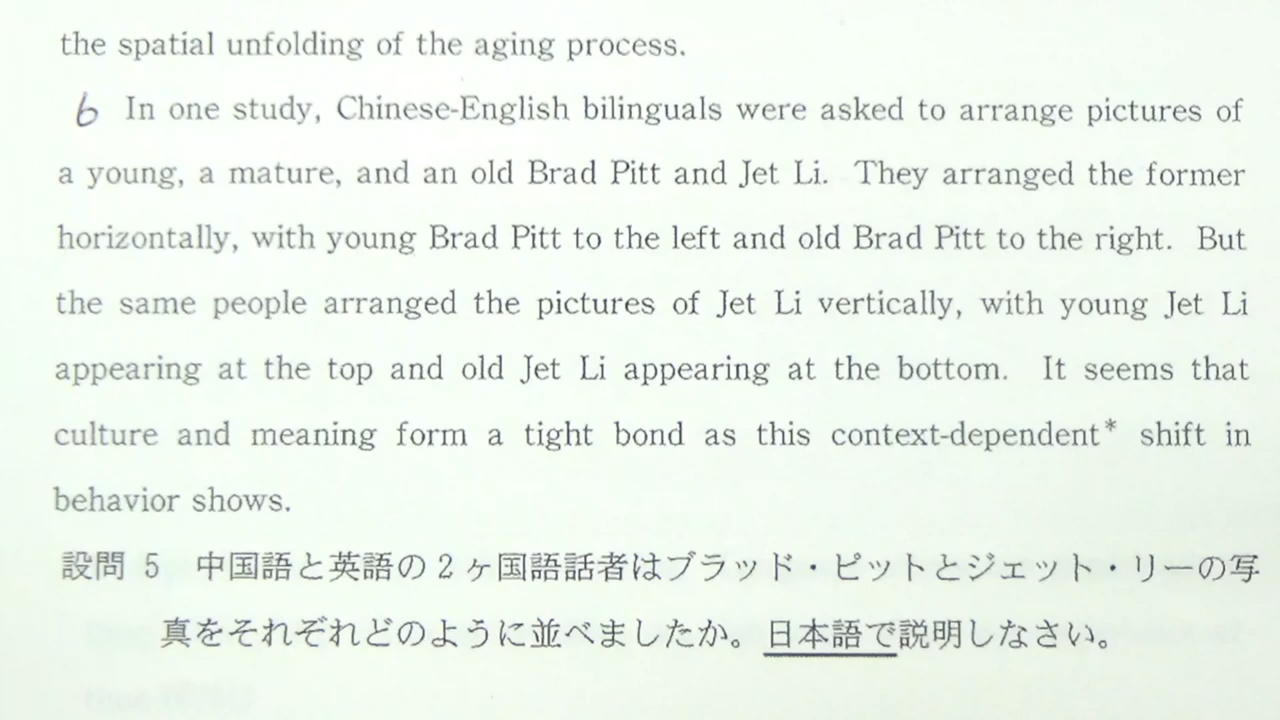 the spatial unfolding of the aging process.
6 In one study, Chinese-English bilinguals were asked to arrange pictures of
a young, a mature, and an old Brad Pitt and Jet Li. They arranged the former
horizontally, with young Brad Pitt to the left and old Brad Pitt to the right. But
the same people arranged the pictures of Jet Li vertically, with young Jet Li
appearing at the top and old Jet Li appearing at the bottom. It seems that
culture and meaning form a tight bond as this context-dependent* shift in
behavior shows.
設問 5 中国語と英語の2ヶ国語話者はブラッド・ピットとジェット・リーの写
真をそれぞれどのように並べましたか。日本語で説明しなさい。